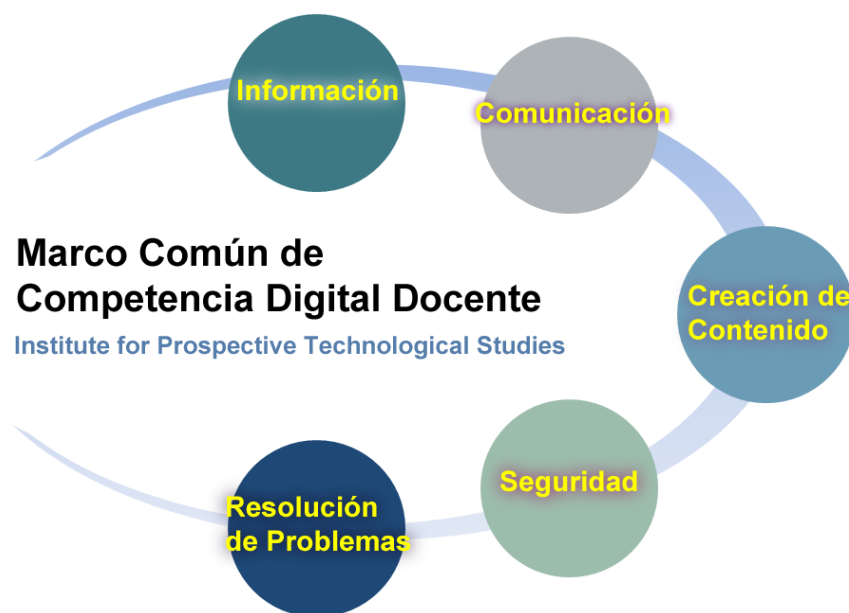 Información
Comunicación
Marco Común de
Competencia Digital Docente
Institute for Prospective Technological Studies
Creación de
Contenido
Seguridad
Resolución
de Problemas